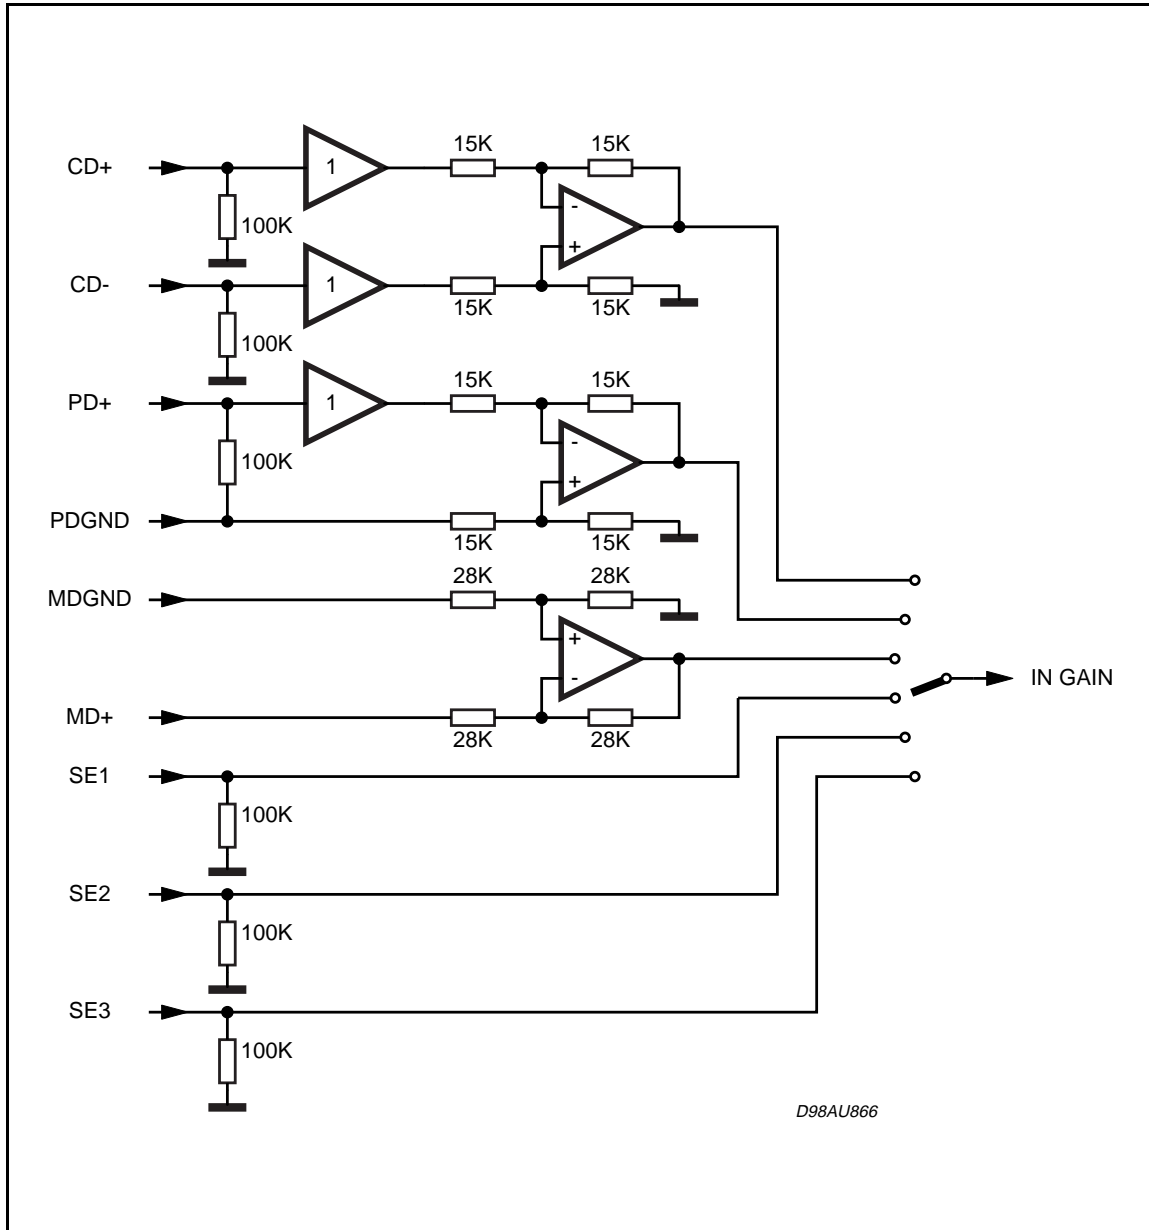 15K 15K
CD+ 1
-
100K
+
CD- 1
15K 15K
100K
15K 15K
PD+ 1
-
100K
+
PDGND
15K 15K
28K 28K
MDGND
+
-
IN GAIN
MD+
28K 28K
SE1
100K
SE2
100K
SE3
100K
D98AU866